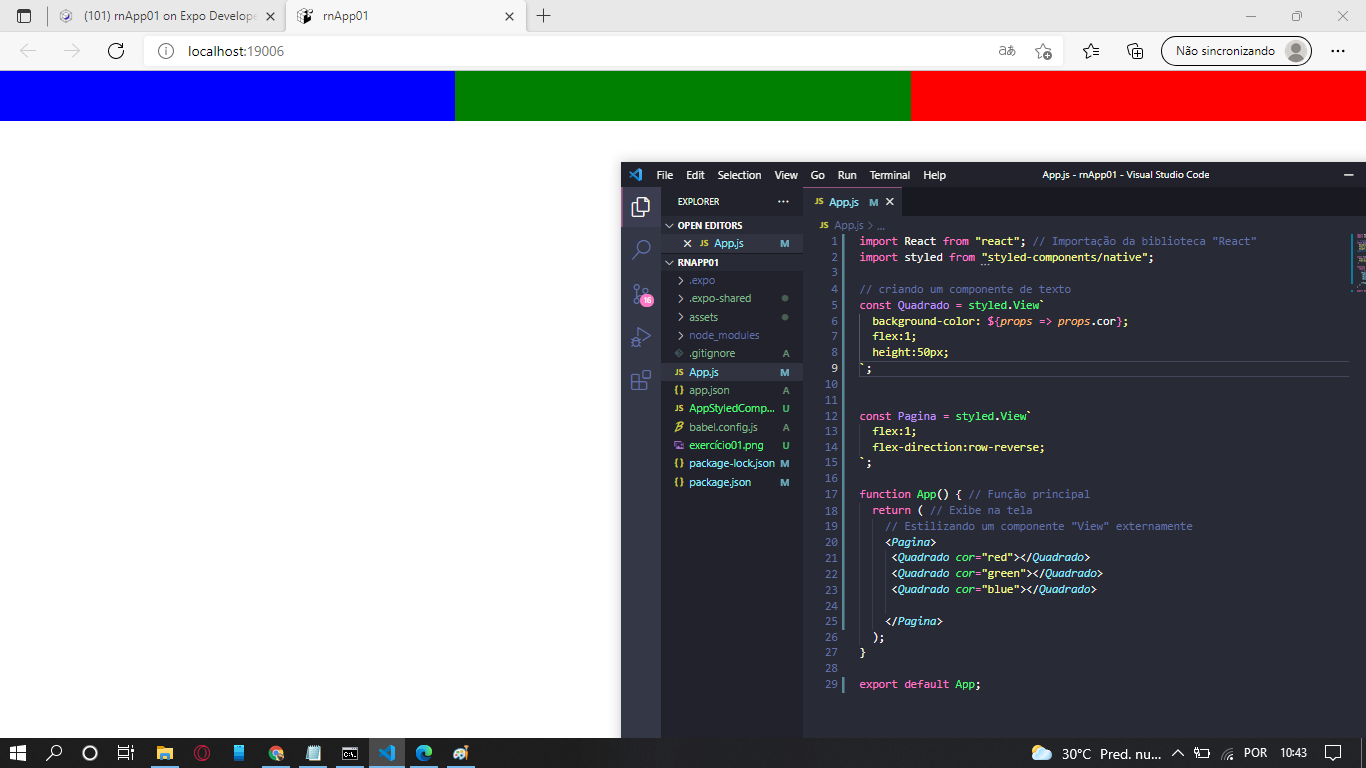 (101) rnApp01 on Expo Develope
rnApp01
localhost:19006
aあ
Não sincronizando
File Edit Selection View Go Run Terminal Help
App.js - rnApp01 - Visual Studio Code
EXPLORER
JS App.js M
OPEN EDITORS
JS App.js M
JS App.js > ...
RNAPP01
.expo
.expo-shared
assets
node_modules
.gitignore A
JS App.js M
{} app.json A
JS AppStyledComp... U
babel.config.js A
exercício01.png U
{} package-lock.json M
{} package.json M
16
1 import React from "react"; // Importação da biblioteca "React"
2 import styled from "styled-components/native";
3
4 // criando um componente de texto
5 const Quadrado = styled.View`
6 background-color: ${props => props.cor};
7 flex:1;
8 height:50px;
9 `;
10
11
12 const Pagina = styled.View`
13 flex:1;
14 flex-direction:row-reverse;
15 `;
16
17 function App() { // Função principal
18 return ( // Exibe na tela
19 // Estilizando um componente "View" externamente
20 <Pagina>
21 <Quadrado cor="red"></Quadrado>
22 <Quadrado cor="green"></Quadrado>
23 <Quadrado cor="blue"></Quadrado>
24
25 </Pagina>
26 );
27 }
28
29 export default App;
30°C Pred. nu...
POR
10:43